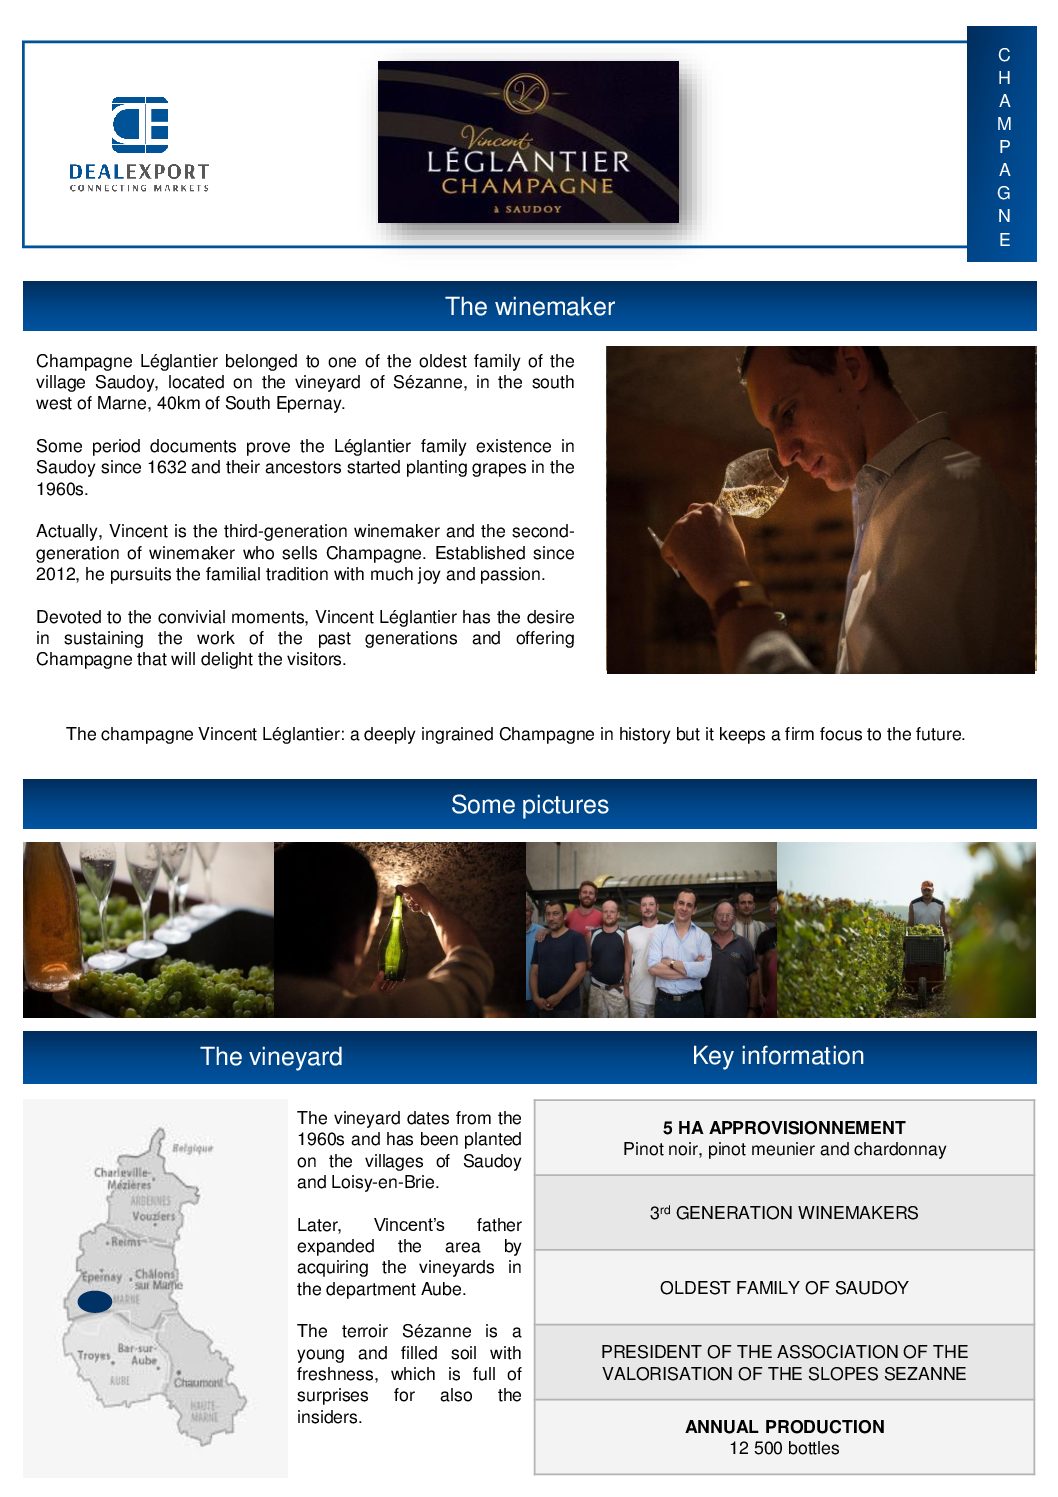 DEALEXPORT
CONNECTING MARKETS
Vincent
LÉGLANTIER
CHAMPAGNE
à SAUDOY
C
H
A
M
P
A
G
N
E
The winemaker
Champagne Léglantier belonged to one of the oldest family of the
village Saudoy, located on the vineyard of Sézanne, in the south
west of Marne, 40km of South Epernay.
Some period documents prove the Léglantier family existence in
Saudoy since 1632 and their ancestors started planting grapes in the
1960s.
Actually, Vincent is the third-generation winemaker and the second-
generation of winemaker who sells Champagne. Established since
2012, he pursuits the familial tradition with much joy and passion.
Devoted to the convivial moments, Vincent Léglantier has the desire
in sustaining the work of the past generations and offering
Champagne that will delight the visitors.
The champagne Vincent Léglantier: a deeply ingrained Champagne in history but it keeps a firm focus to the future.
Some pictures
The vineyard
Belgique
Charleville-
Mézières
ARDENNES
Vouziers
Reims
Epernay
Châlons
sur Marne
MARNE
Troyes
Bar-sur-
Aube
AUBE
Chaumont
HAUTE-
MARNE
The vineyard dates from the
1960s and has been planted
on the villages of Saudoy
and Loisy-en-Brie.
Later, Vincent's father
expanded the area by
acquiring the vineyards in
the department Aube.
The terroir Sézanne is a
young and filled soil with
freshness, which is full of
surprises for also the
insiders.
Key information
5 HA APPROVISIONNEMENT
Pinot noir, pinot meunier and chardonnay
3rd GENERATION WINEMAKERS
OLDEST FAMILY OF SAUDOY
PRESIDENT OF THE ASSOCIATION OF THE
VALORISATION OF THE SLOPES SEZANNE
ANNUAL PRODUCTION
12 500 bottles